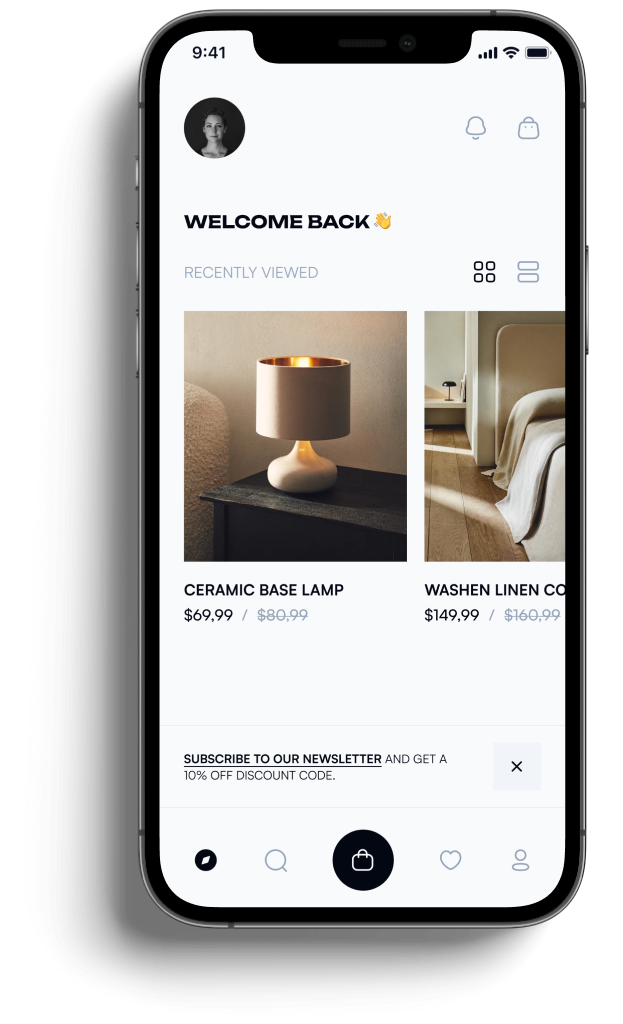 9:41
WELCOME BACK 👋
RECENTLY VIEWED
CERAMIC BASE LAMP
$69,99 / $80,99
WASHEN LINEN CO
$149,99 / $160,99
SUBSCRIBE TO OUR NEWSLETTER AND GET A
10% OFF DISCOUNT CODE.